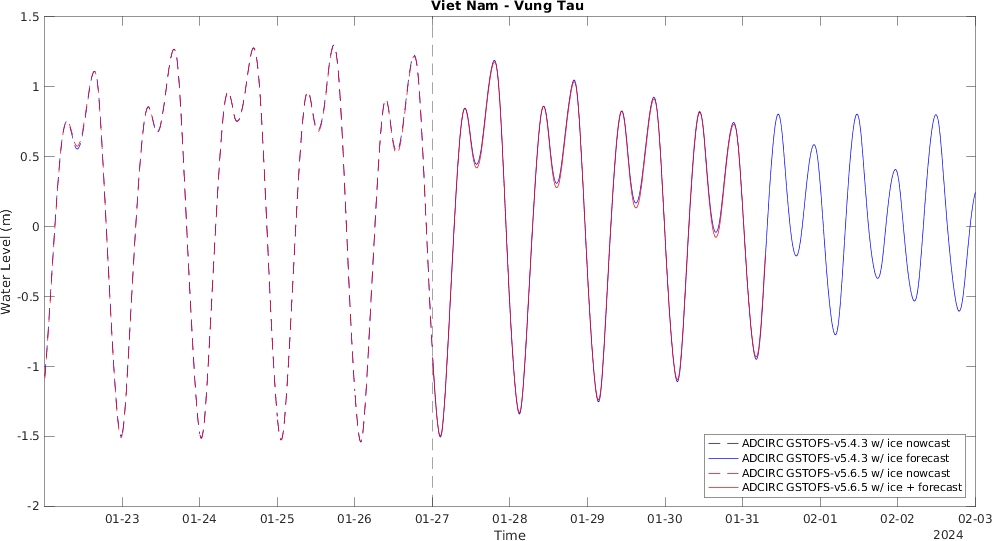 Viet Nam - Vung Tau
1.5
1
0.5
0
-0.5
-1
-1.5
-2
Water Level (m)
ADCIRC GSTOFS-v5.4.3 w/ ice nowcast
ADCIRC GSTOFS-v5.4.3 w/ ice forecast
ADCIRC GSTOFS-v5.6.5 w/ ice nowcast
ADCIRC GSTOFS-v5.6.5 w/ ice + forecast
01-23 01-24 01-25 01-26 01-27 01-28 01-29 01-30 01-31 02-01 02-02 02-03
Time
2024